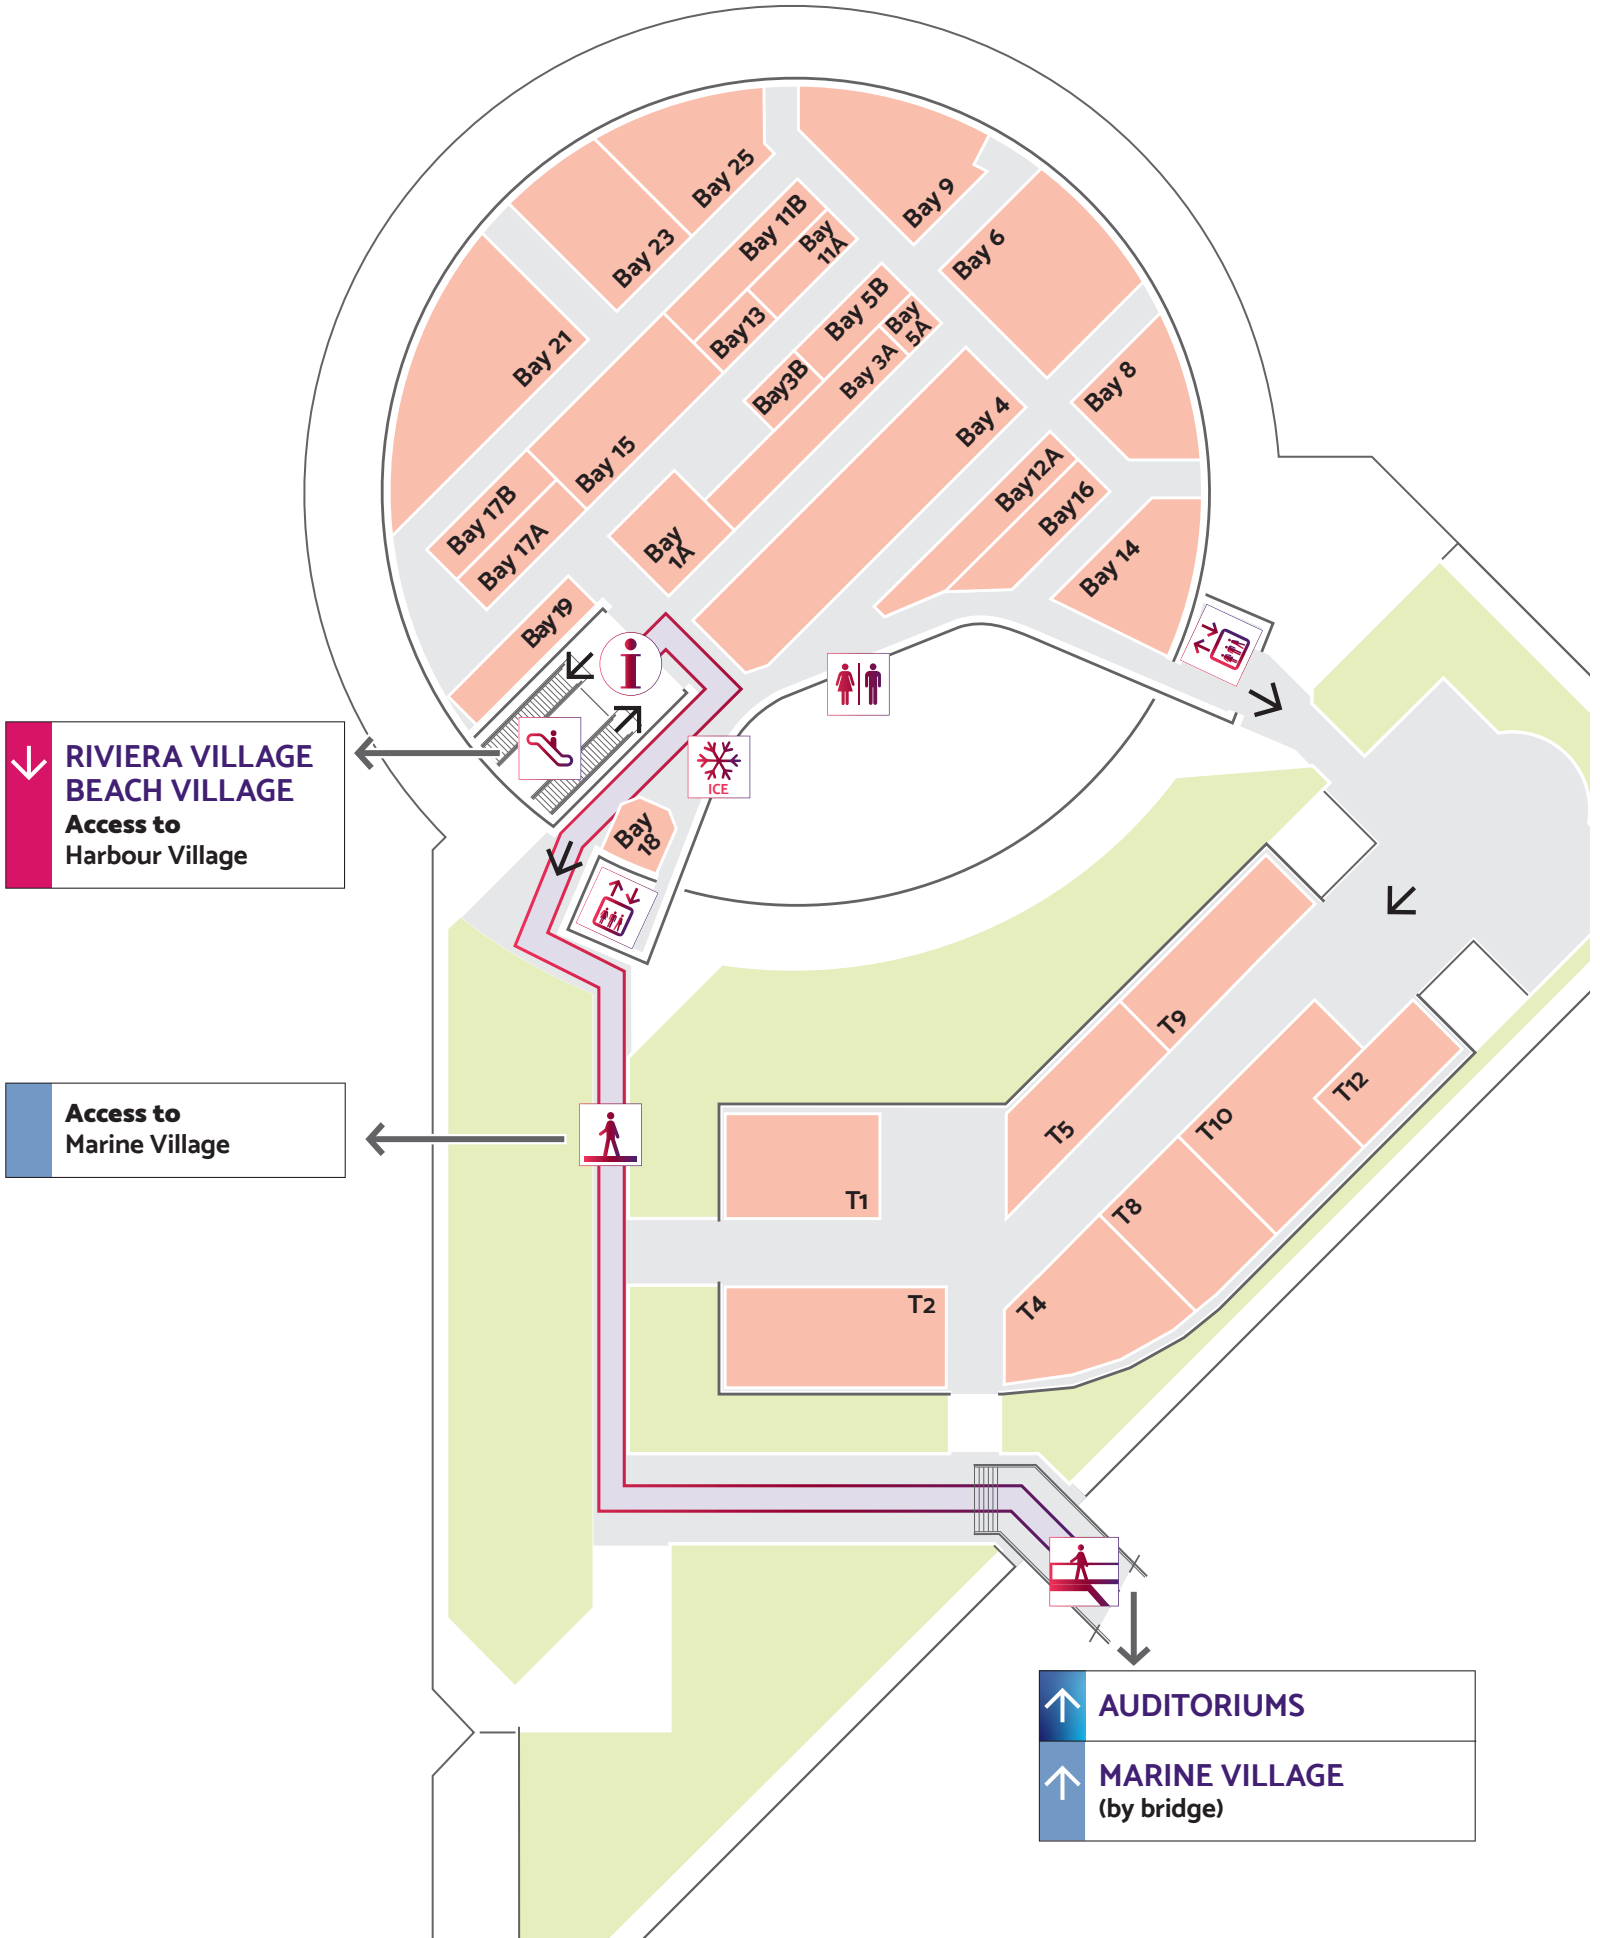 Bay 25
Bay 9
Bay 11B
Bay
11A
Bay 23
Bay 6
Bay 5B
Bay
5A
Bay13
Bay 21
Bay 3A
Bay3B
Bay 8
Bay 4
Bay 15
Bay12A
Bay16
Bay 17B
Bay 17A
Bay
1A
Bay 14
Bay19
RIVIERA VILLAGE
BEACH VILLAGE
Access to
Harbour Village
ICE
Bay
18
T9
Access to
Marine Village
T12
T10
T5
T1
T8
T2
T4
AUDITORIUMS
MARINE VILLAGE
(by bridge)